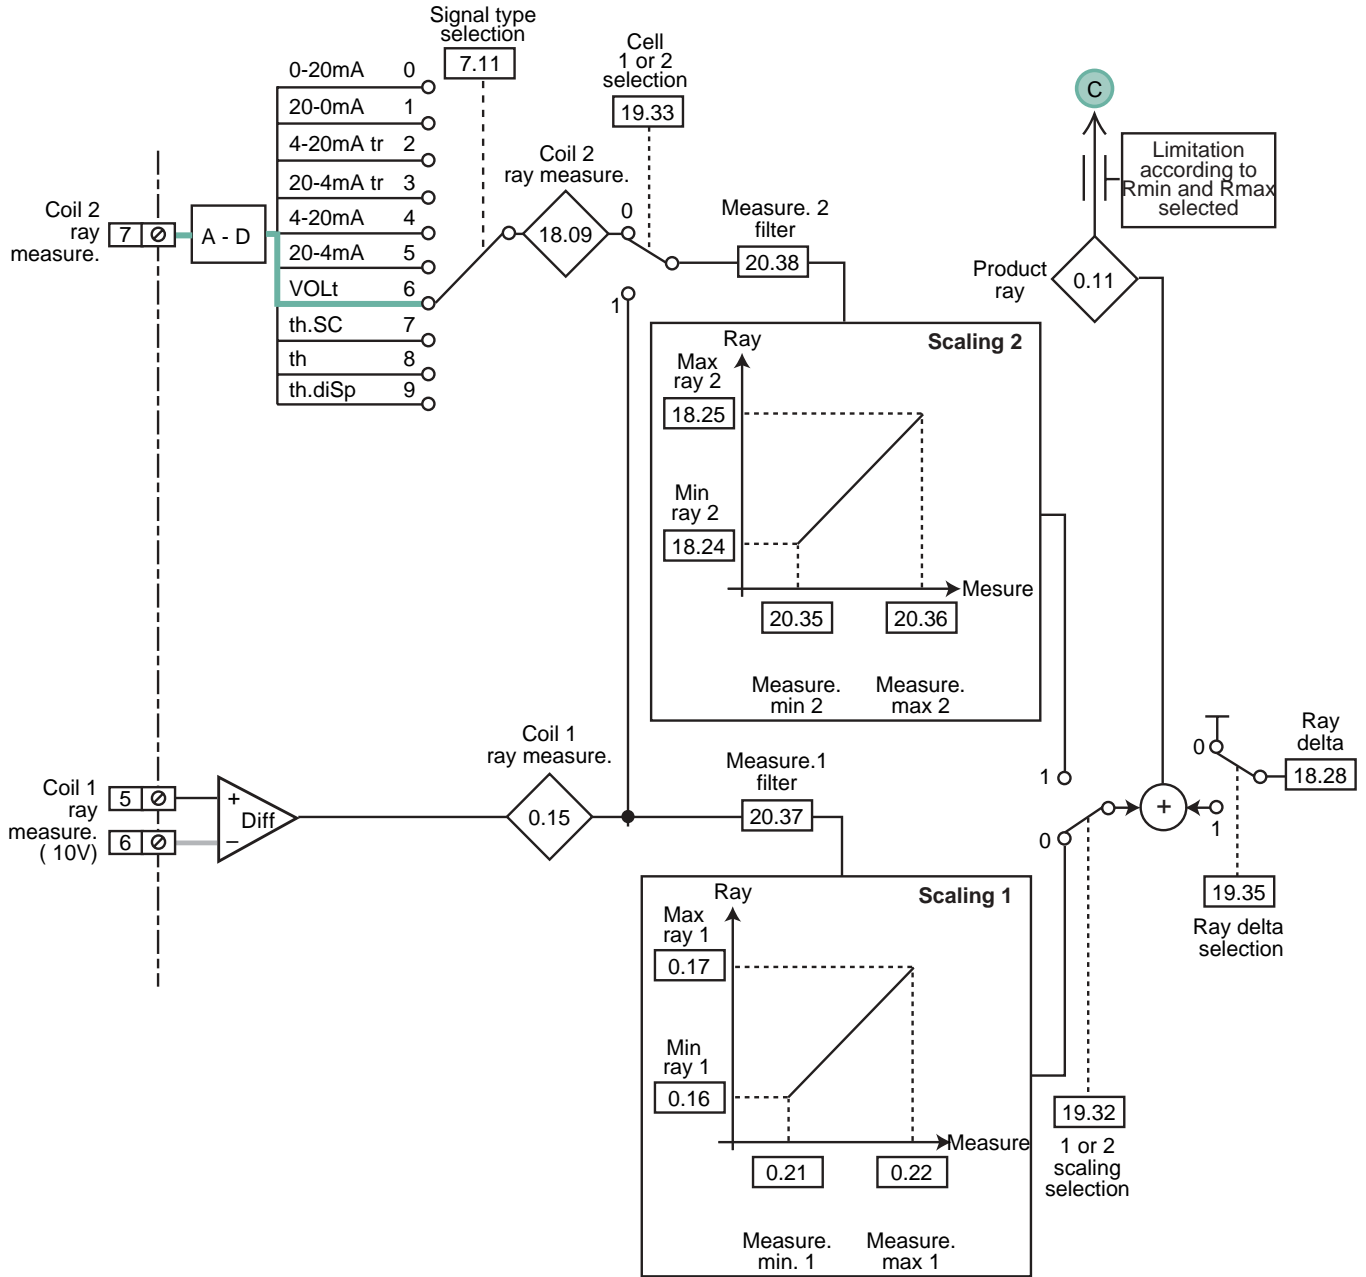 Signal type
selection
7.11
Cell
1 or 2
selection
19.33
0-20mA 0
20-0mA 1
4-20mA tr 2
20-4mA tr 3
4-20mA 4
20-4mA 5
VOLt 6
th.SC 7
th 8
th.diSp 9
Coil 2
ray
measure.
7
A - D
Coil 2
ray measure.
18.09
0
1
Measure. 2
filter
20.38
C
Limitation
according to
Rmin and Rmax
selected
Product
ray
0.11
Scaling 2
Ray
Max
ray 2
18.25
Min
ray 2
18.24
Mesure
20.35
20.36
Measure.
min 2
Measure.
max 2
Coil 1
ray
measure.
( 10V)
5
6
+
Diff
–
Coil 1
ray measure.
0.15
Measure.1
filter
20.37
1
0
+
0
1
Ray
delta
18.28
19.35
Ray delta
selection
Scaling 1
Ray
Max
ray 1
0.17
Min
ray 1
0.16
Measure
0.21
0.22
Measure.
min. 1
Measure.
max 1
19.32
1 or 2
scaling
selection